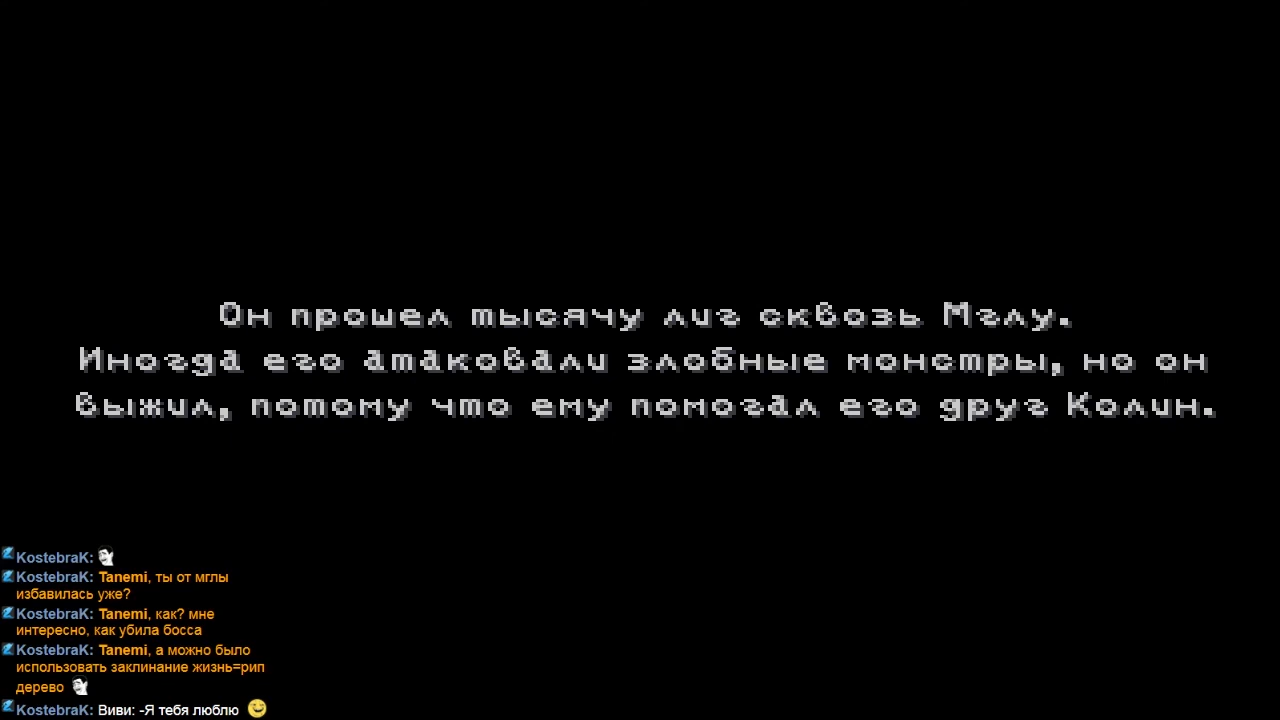 Он прошел тысячу лиг сквозь Мглу.
Иногда его атаковали злобные монстры, но он
выжил, потому что ему помогал его друг Колин.
KostebraK:
KostebraK: Tanemi, ты от мглы
избавилась уже?
KostebraK: Tanemi, как? мне
интересно, как убила босса
KostebraK: Tanemi, а можно было
использовать заклинание жизнь=рип
дерево
KostebraK: Виви: -Я тебя люблю